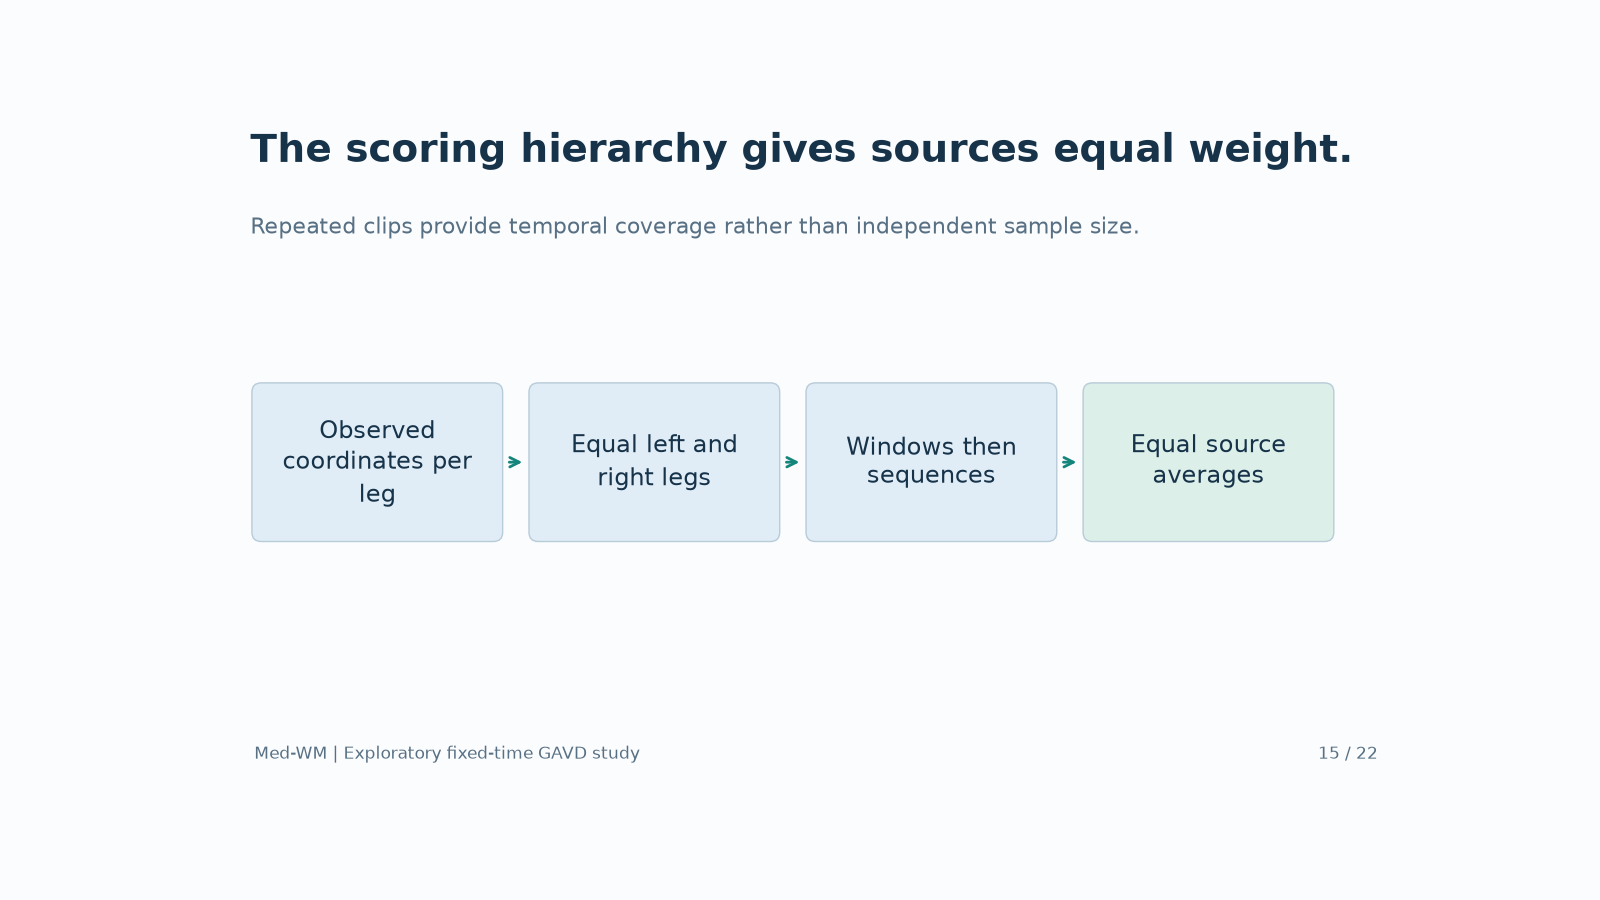 The scoring hierarchy gives sources equal weight.
Repeated clips provide temporal coverage rather than independent sample size.
Observed
coordinates per
leg
Equal left and
right legs
Windows then
sequences
Equal source
averages
Med-WM | Exploratory fixed-time GAVD study
15 / 22